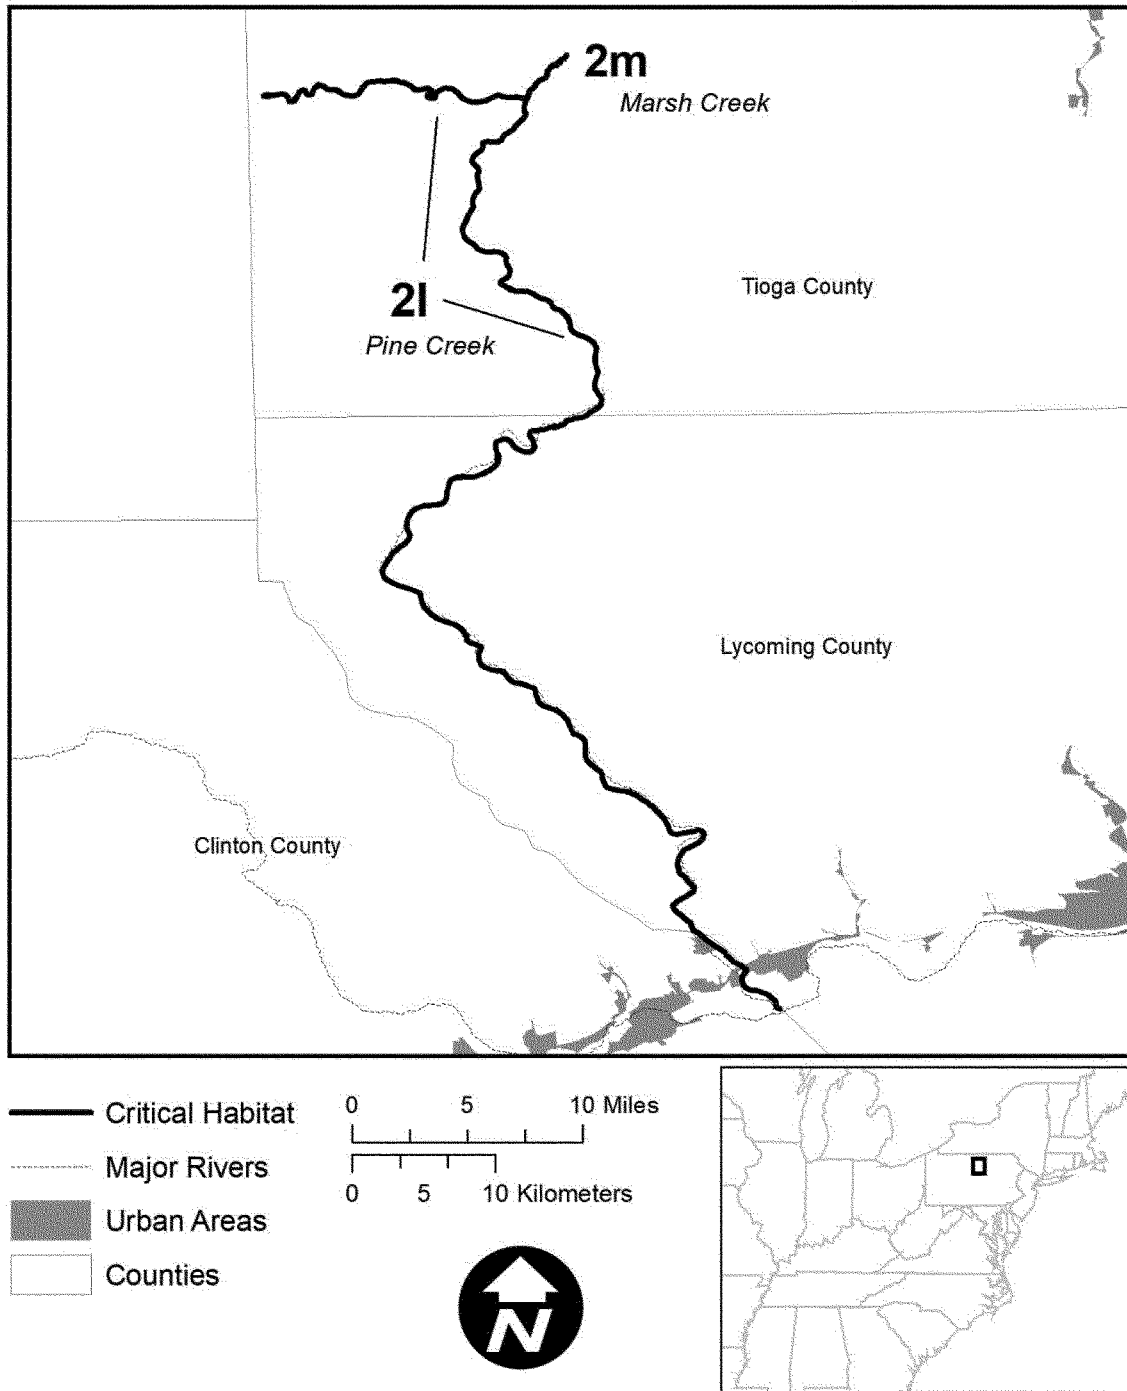 2m
Marsh Creek
Tioga County
2l
Pine Creek
Lycoming County
Clinton County
Critical Habitat
Major Rivers
Urban Areas
Counties
0 5 10 Miles
0 5 10 Kilometers
N